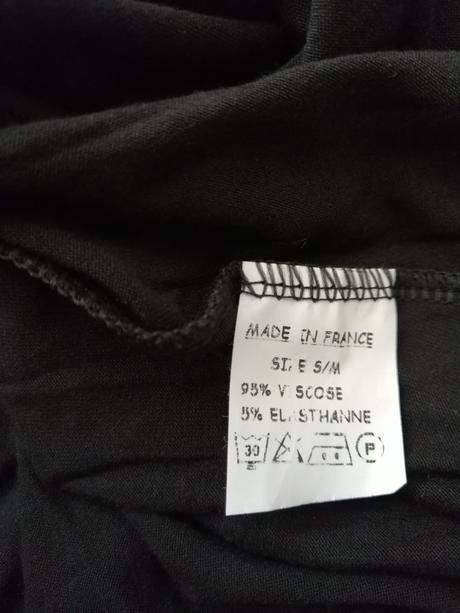 MADE IN FRANCE
SIZE S/M
95% VISCOSE
5% ELASTHANNE
30 P